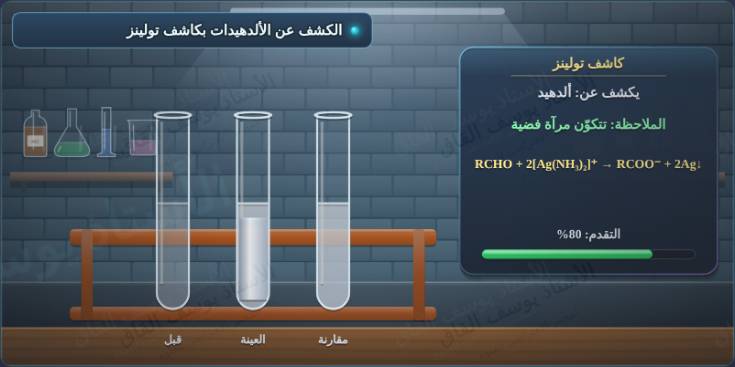 الكشف عن الألدهيدات بكاشف تولينز
كاشف تولينز
يكشف عن: ألدهيد
الملاحظة: تتكوّن مرآة فضية
RCHO + 2[Ag(NH₃)₂]⁺ → RCOO⁻ + 2Ag↓
التقدم: 80%
قبل
العينة
مقارنة